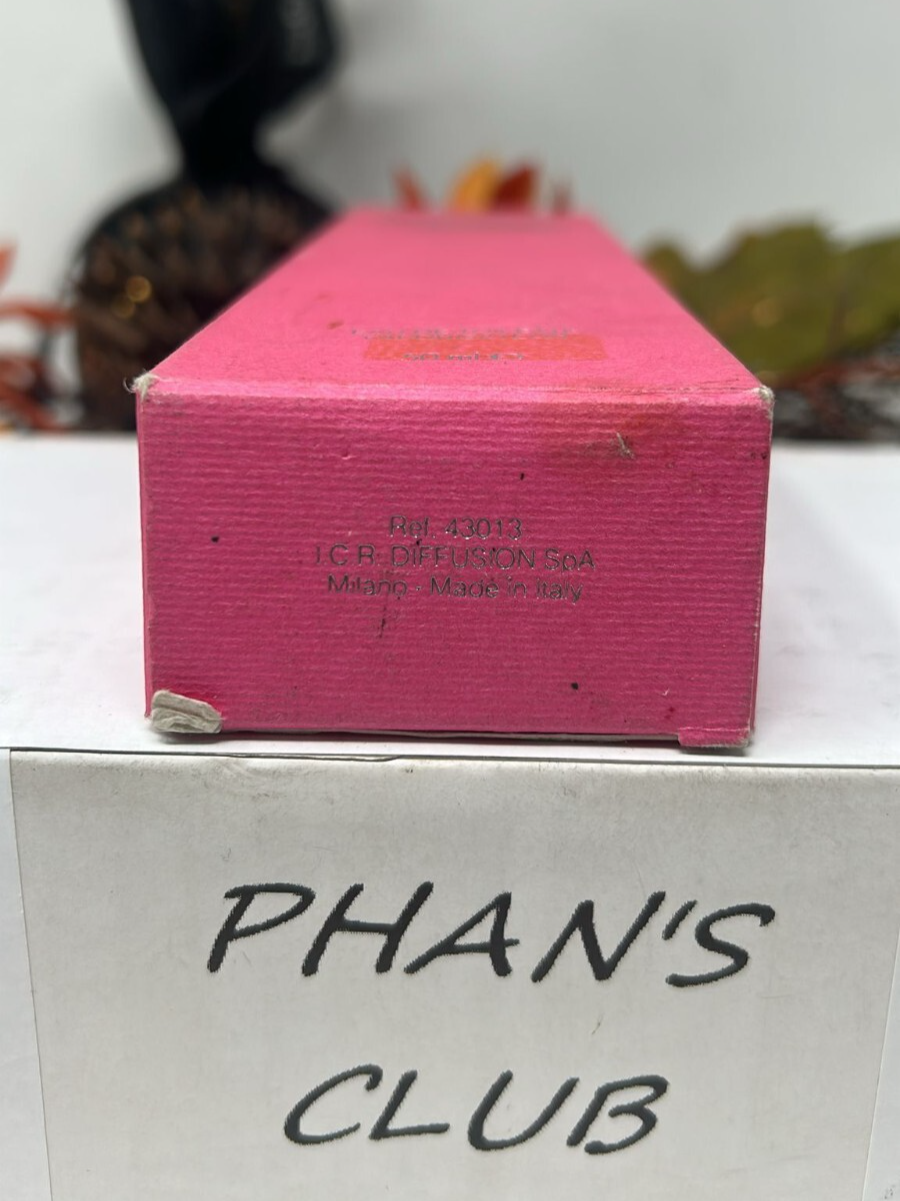 Ref. 43013
I.C.R. DIFFUSION SpA
Milano - Made in Italy
PHAN'S
CLUB